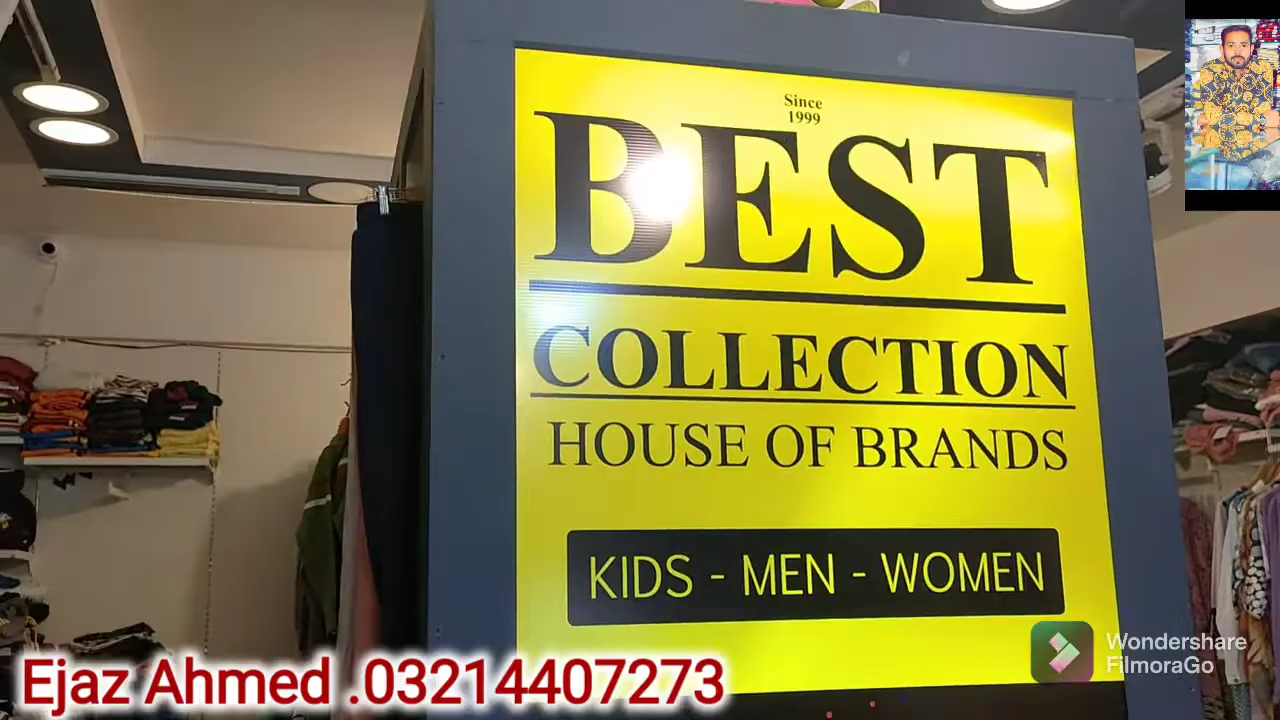 Since
1999
BEST
COLLECTION
HOUSE OF BRANDS
KIDS - MEN - WOMEN
Wondershare
FilmoraGo
Ejaz Ahmed .03214407273